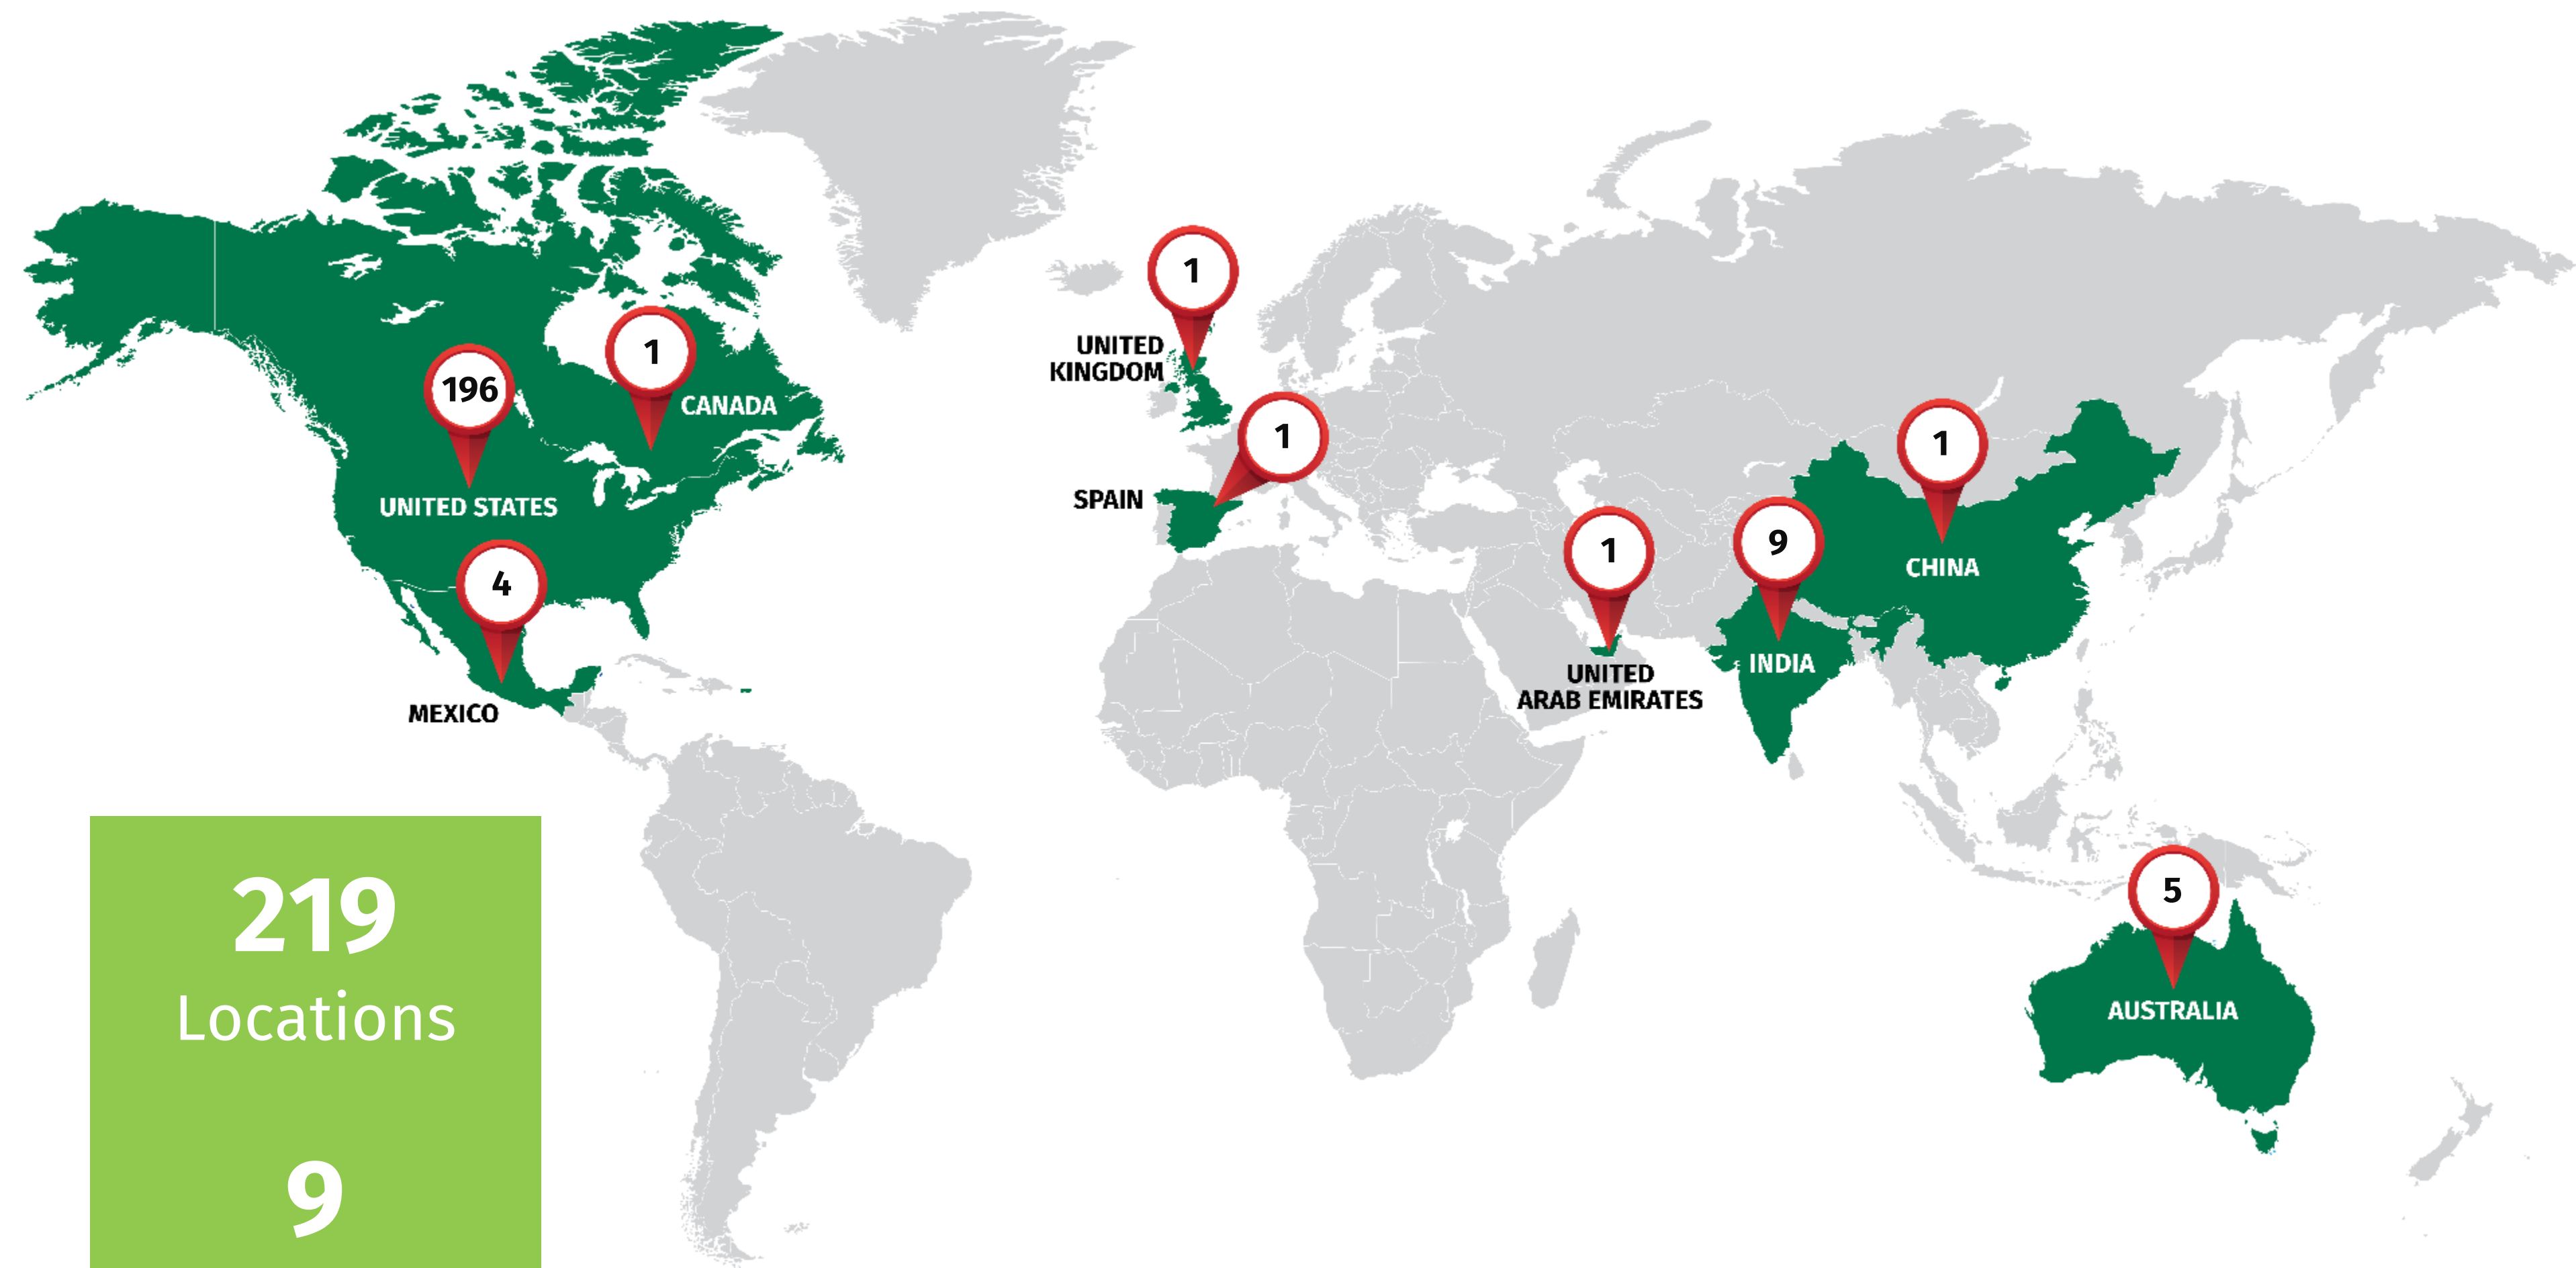 1
UNITED
KINGDOM
1
CANADA
196
UNITED STATES
1
SPAIN
1
CHINA
9
INDIA
1
UNITED
ARAB EMIRATES
4
MEXICO
5
AUSTRALIA
219
Locations
9